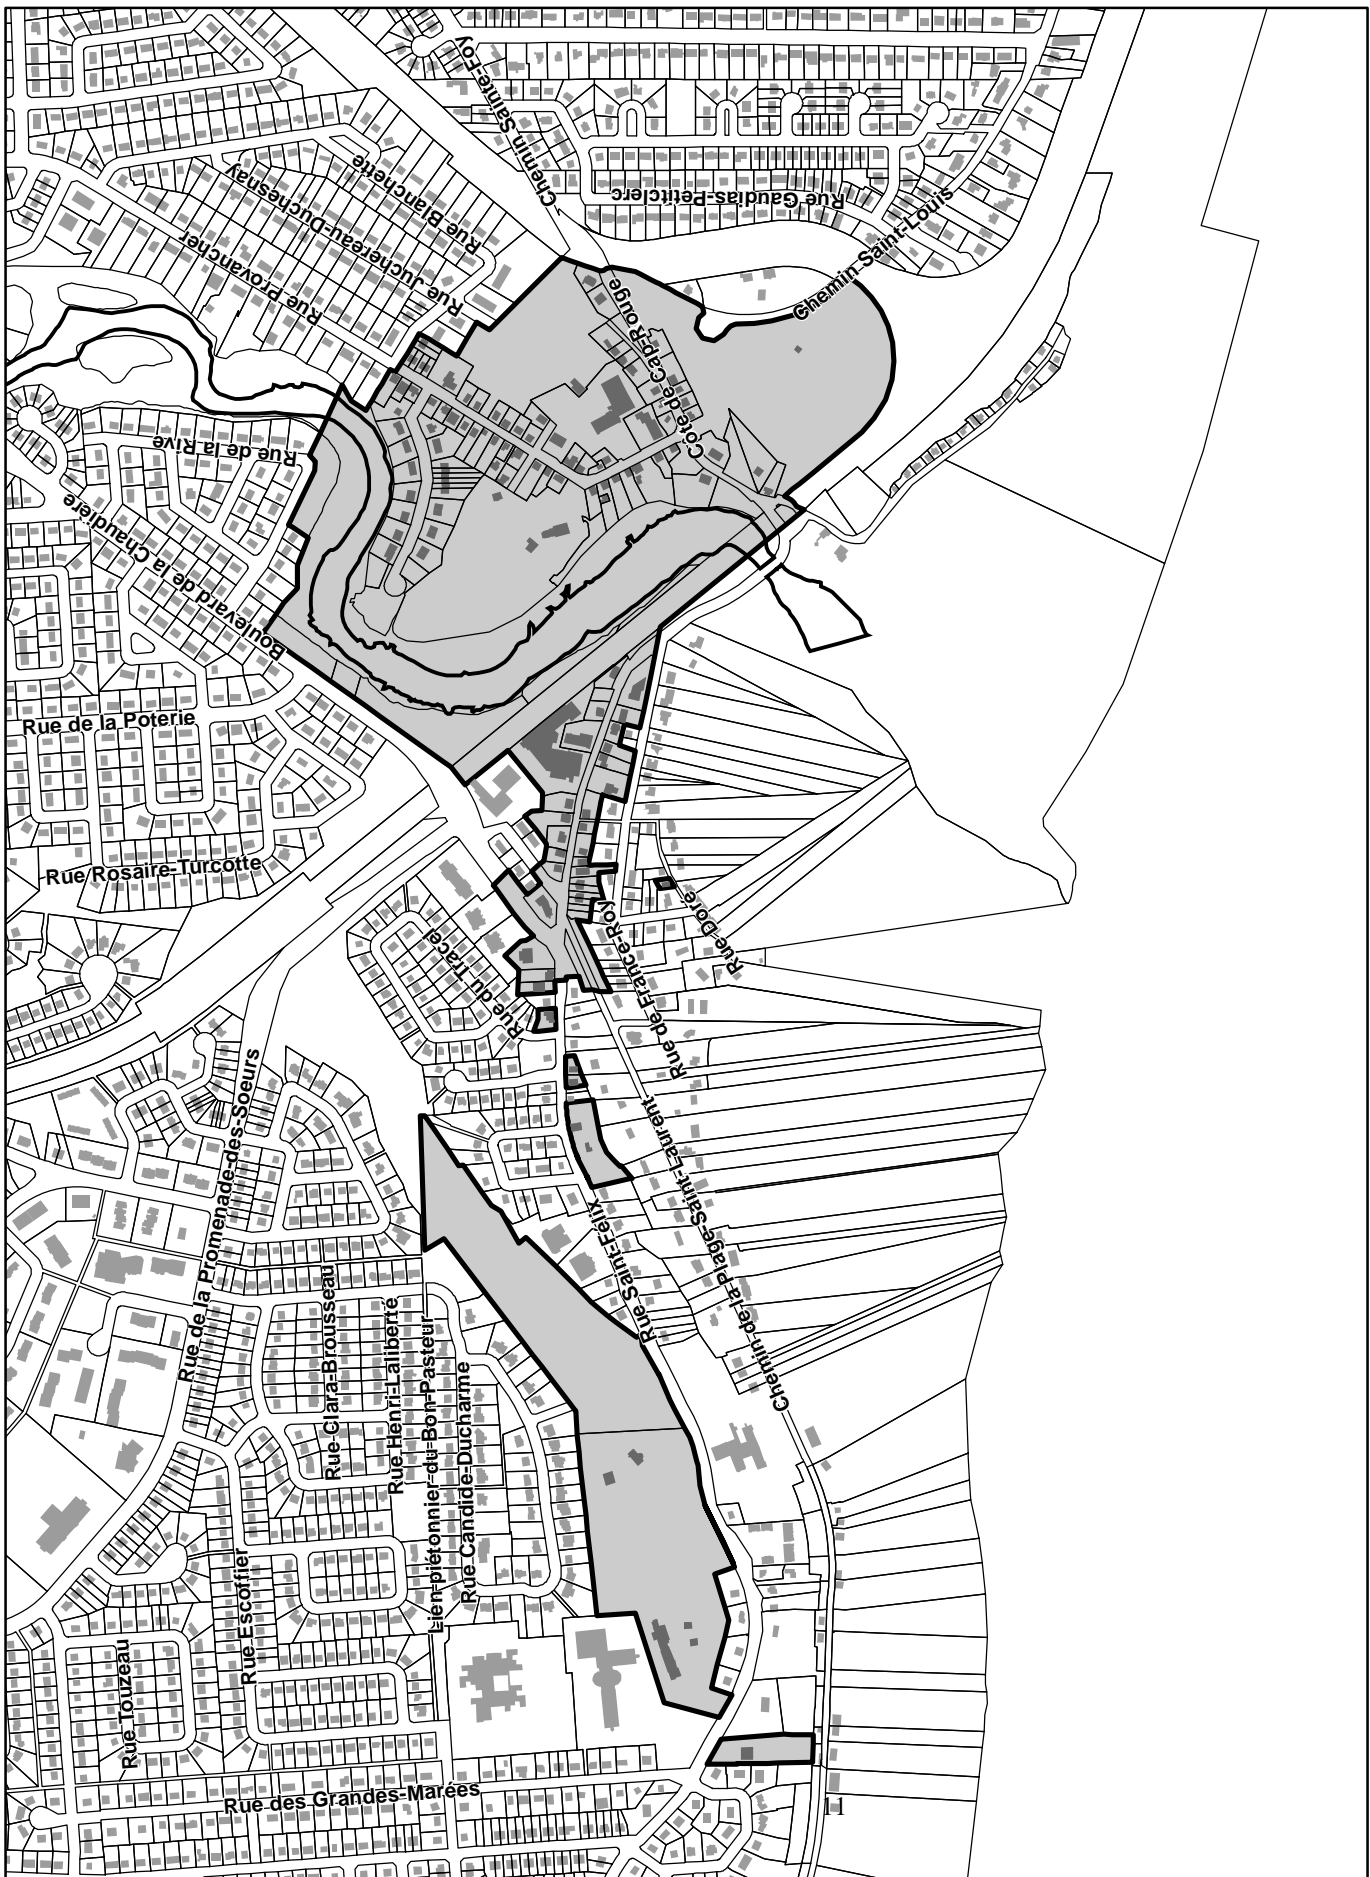 Chemin Sainte-Foy
Rue Blanchette
Rue Juchereau-Duchesnay
Rue Provancher
Rue Gaudias-Petitclerc
Chemin Saint-Louis
Côte de Cap-Rouge
Rue de la Rive
Boulevard de la Chaudière
Rue de la Poterie
Rue Rosaire-Turcotte
Rue du Tracel
Rue Doré
Rue de France-Roy
Rue de la Promenade-des-Soeurs
Chemin de la Plage-Saint-Laurent
Rue Saint-Félix
Rue Clara-Brousseau
Rue Henri-Laliberté
Lien-piétonnier-du-Bon-Pasteur
Rue Candide-Ducharme
Rue Escoffier
Rue Touzeau
Rue des Grandes-Marées
11